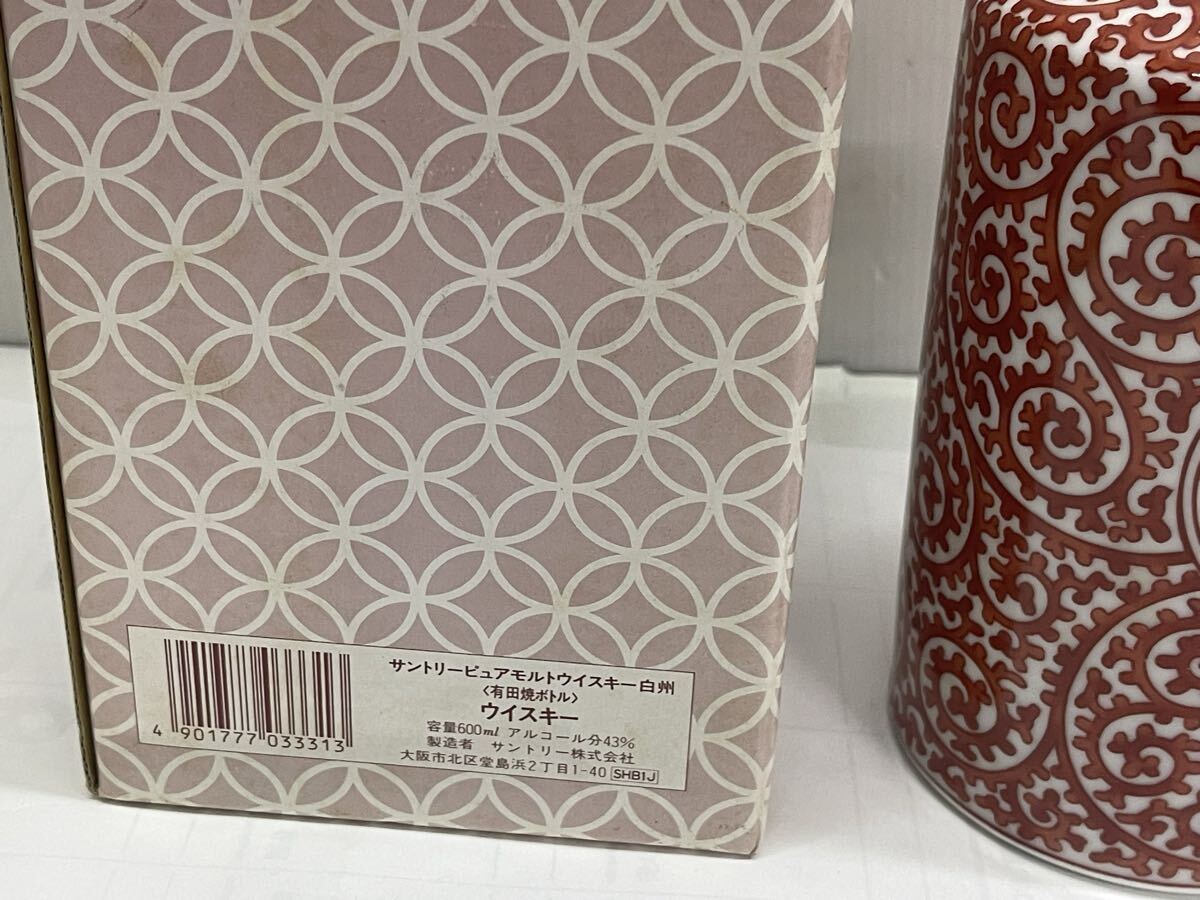 サントリーピュアモルトウイスキー白州
〈有田焼ボトル〉
ウイスキー
容量600ml アルコール分43%
製造者 サントリー株式会社
大阪市北区堂島浜2丁目1-40 SHB1J
4 901777 033313